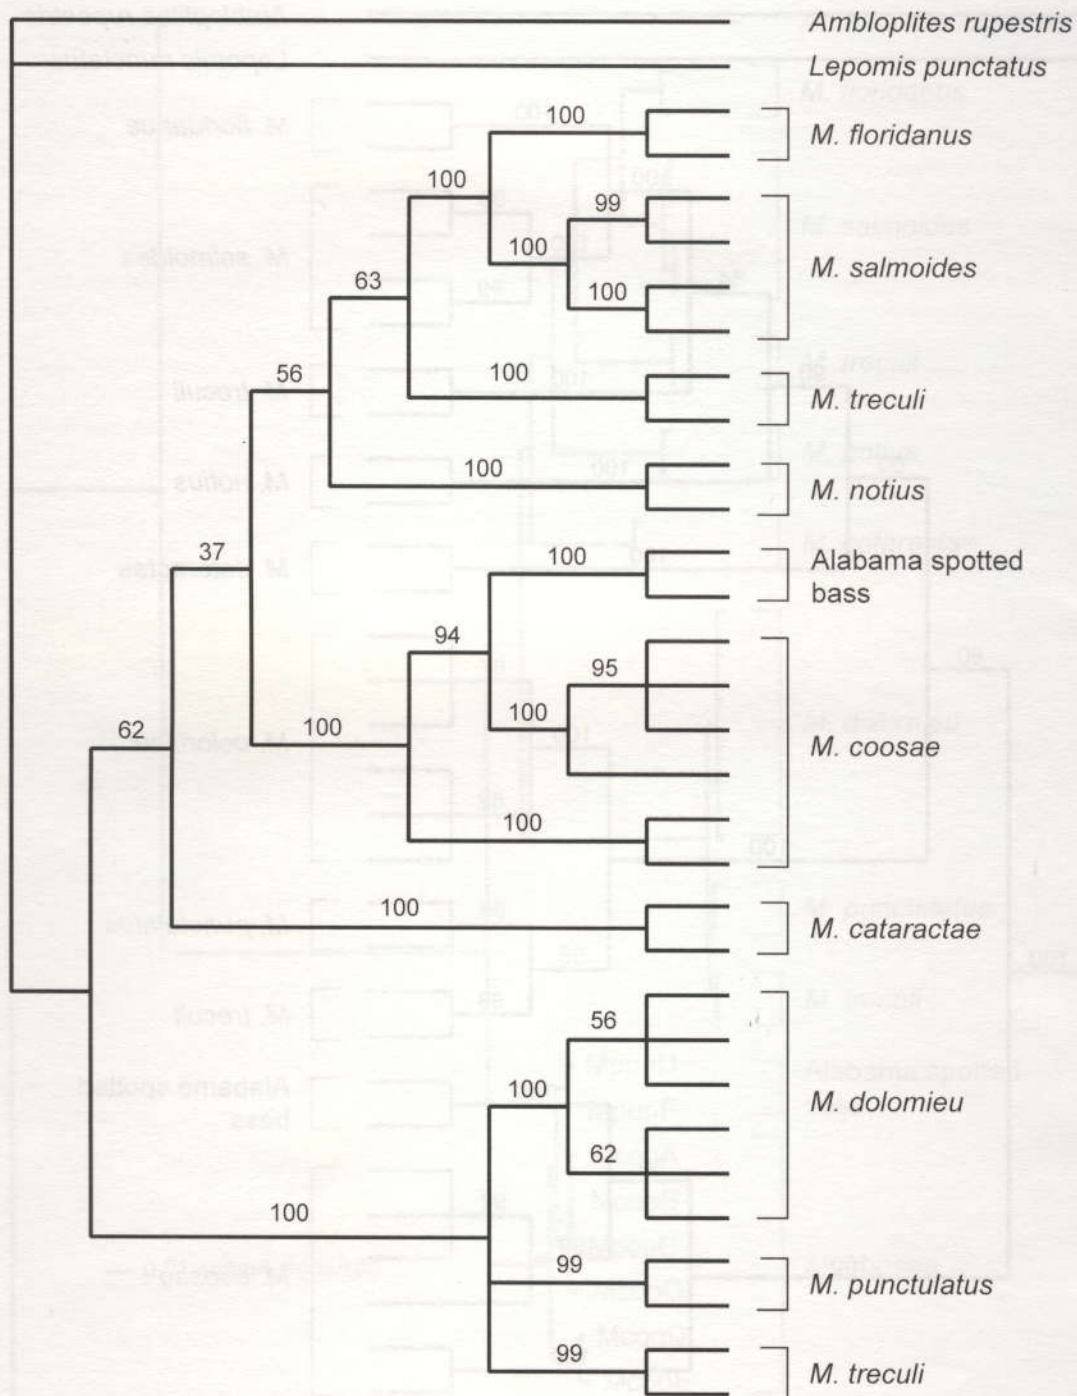 Ambloplites rupestris
Lepomis punctatus
100
M. floridanus
100
99
100
M. salmoides
63
100
100
M. treculi
56
100
M. notius
37
100
Alabama spotted
bass
94
95
62
100
100
M. coosae
100
100
M. cataractae
56
100
M. dolomieu
62
100
99
M. punctulatus
99
M. treculi